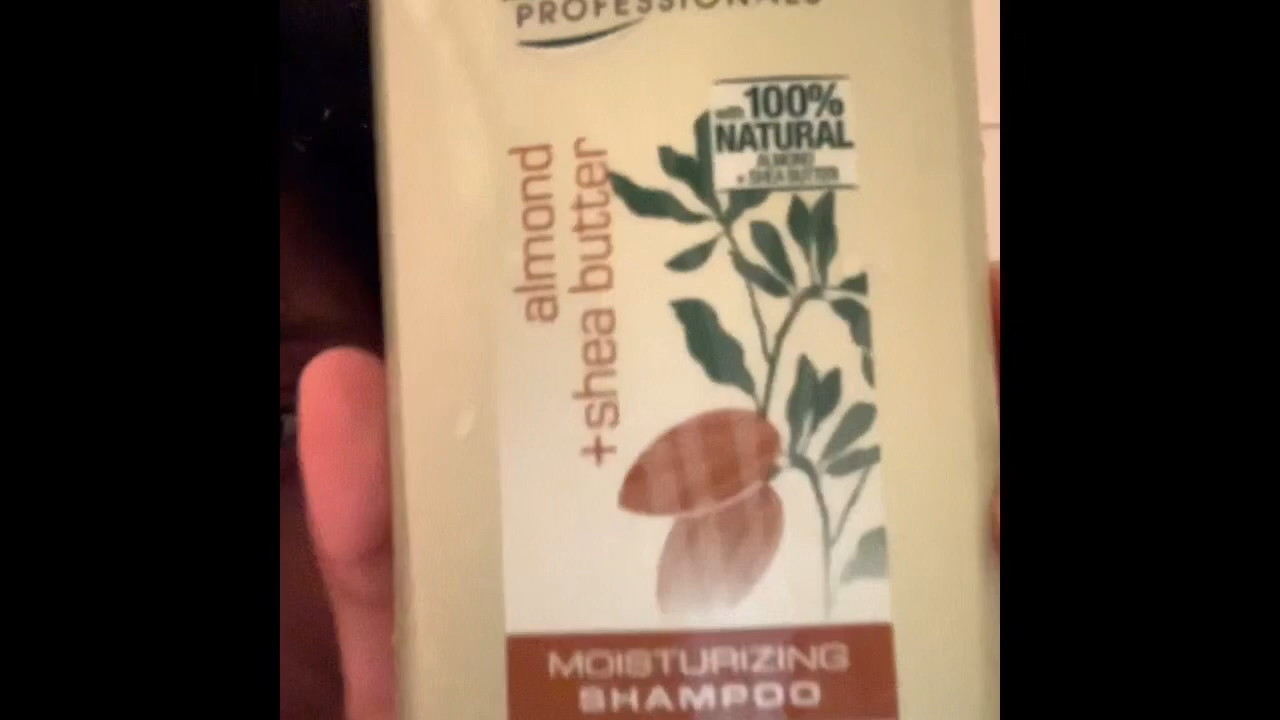 PROFESSIONALS
with 100%
NATURAL
ALMOND
+ SHEA BUTTER
almond
+shea butter
MOISTURIZING
SHAMPOO